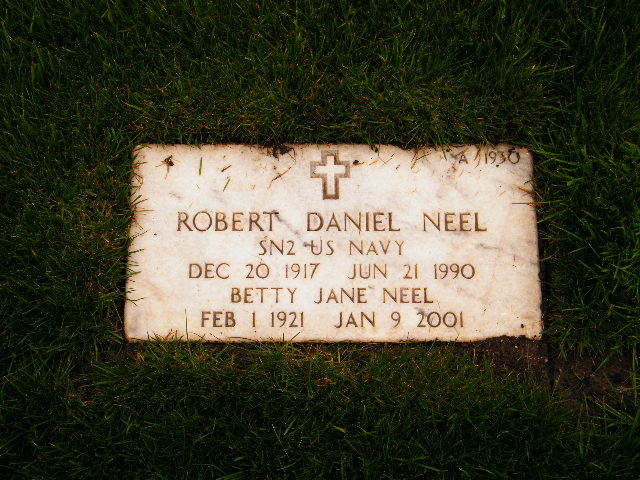 A 1930
ROBERT DANIEL NEEL
SN2 US NAVY
DEC 20 1917 JUN 21 1990
BETTY JANE NEEL
FEB 1 1921 JAN 9 2001